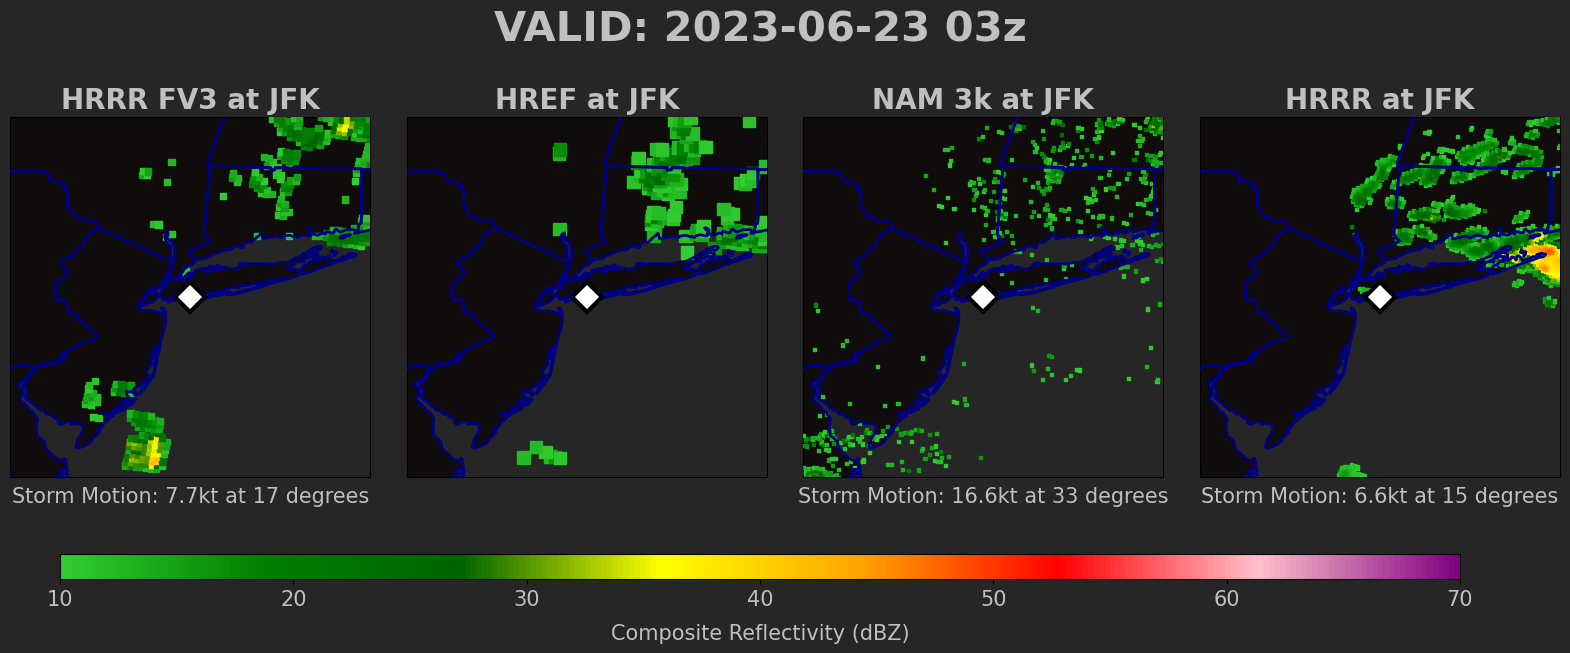 VALID: 2023-06-23 03z
HRRR FV3 at JFK
HREF at JFK
NAM 3k at JFK
HRRR at JFK
Storm Motion: 7.7kt at 17 degrees
Storm Motion: 16.6kt at 33 degrees
Storm Motion: 6.6kt at 15 degrees
10 20 30 40 50 60 70
Composite Reflectivity (dBZ)